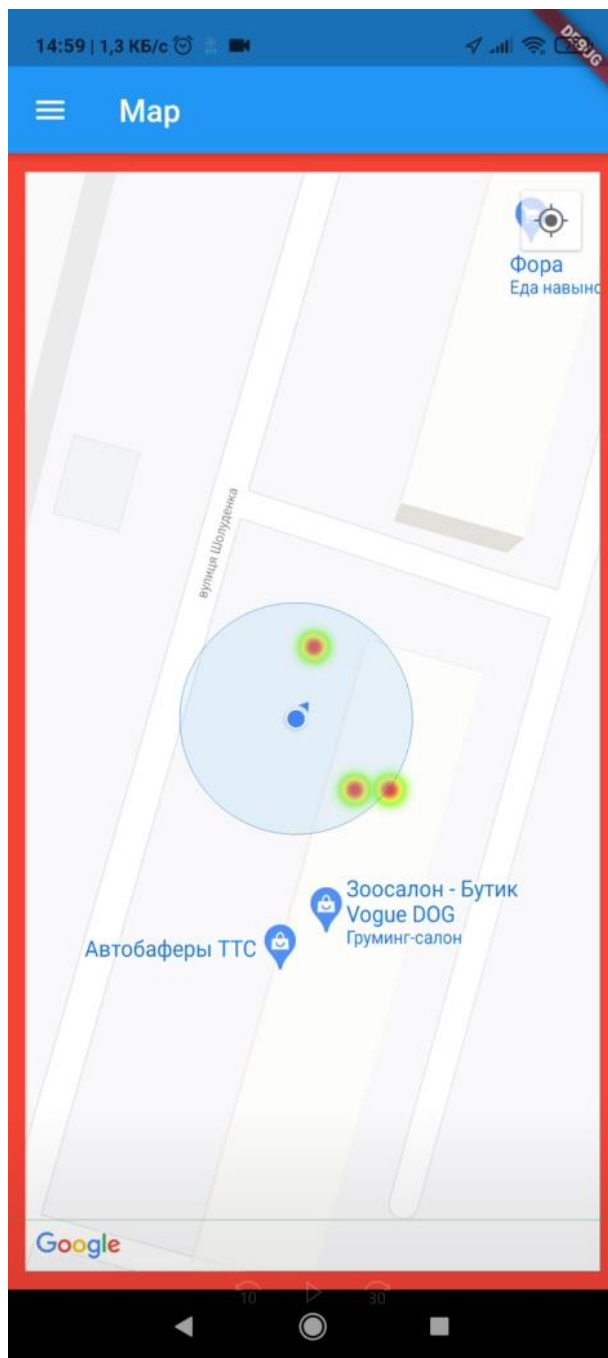 14:59 | 1,3 КБ/с
DEBUG
Map
Фора
Еда навыно
вулиця Шолуденка
Зоосалон - Бутик
Vogue DOG
Груминг-салон
Автобаферы ТТС
Google
10
30